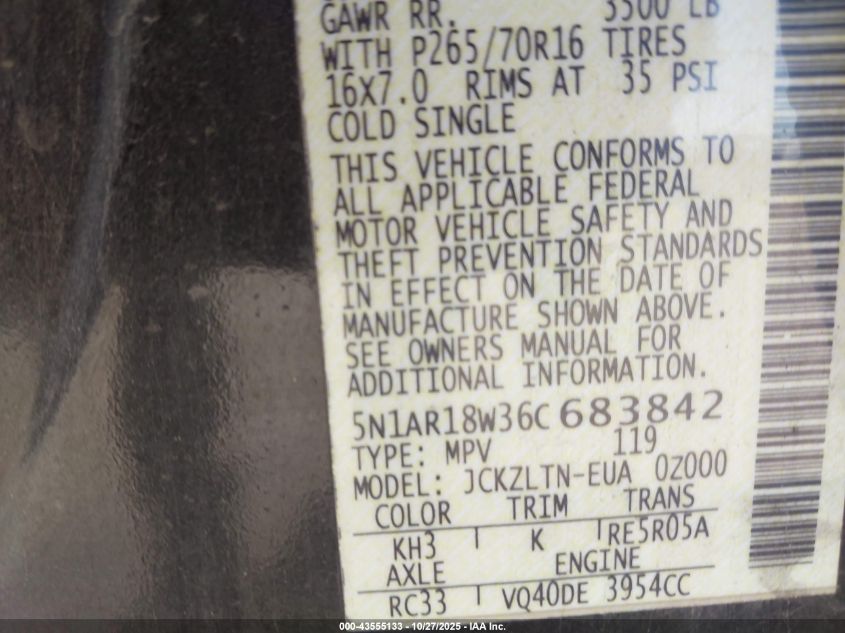 GAWR RR. 3500 LB
WITH P265/70R16 TIRES
16X7.0 RIMS AT 35 PSI
COLD SINGLE
THIS VEHICLE CONFORMS TO
ALL APPLICABLE FEDERAL
MOTOR VEHICLE SAFETY AND
THEFT PREVENTION STANDARDS
IN EFFECT ON THE DATE OF
MANUFACTURE SHOWN ABOVE.
SEE OWNERS MANUAL FOR
ADDITIONAL INFORMATION.
5N1AR18W36C683842
TYPE: MPV 119
MODEL: JCKZLTN-EUA 0Z000
COLOR TRIM TRANS
KH3 K RE5R05A
AXLE ENGINE
RC33 VQ40DE 3954CC
000-43555133 - 10/27/2025 - IAA Inc.